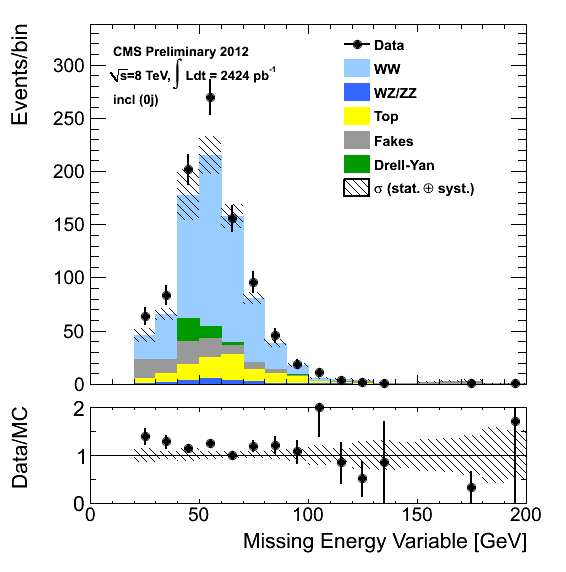 Events/bin
300
250
200
150
100
50
0
CMS Preliminary 2012
√s=8 TeV, ∫ Ldt = 2424 pb⁻¹
incl (0j)
Data
WW
WZ/ZZ
Top
Fakes
Drell-Yan
σ (stat. ⊕ syst.)
Data/MC
2
1
0
0 50 100 150 200
Missing Energy Variable [GeV]